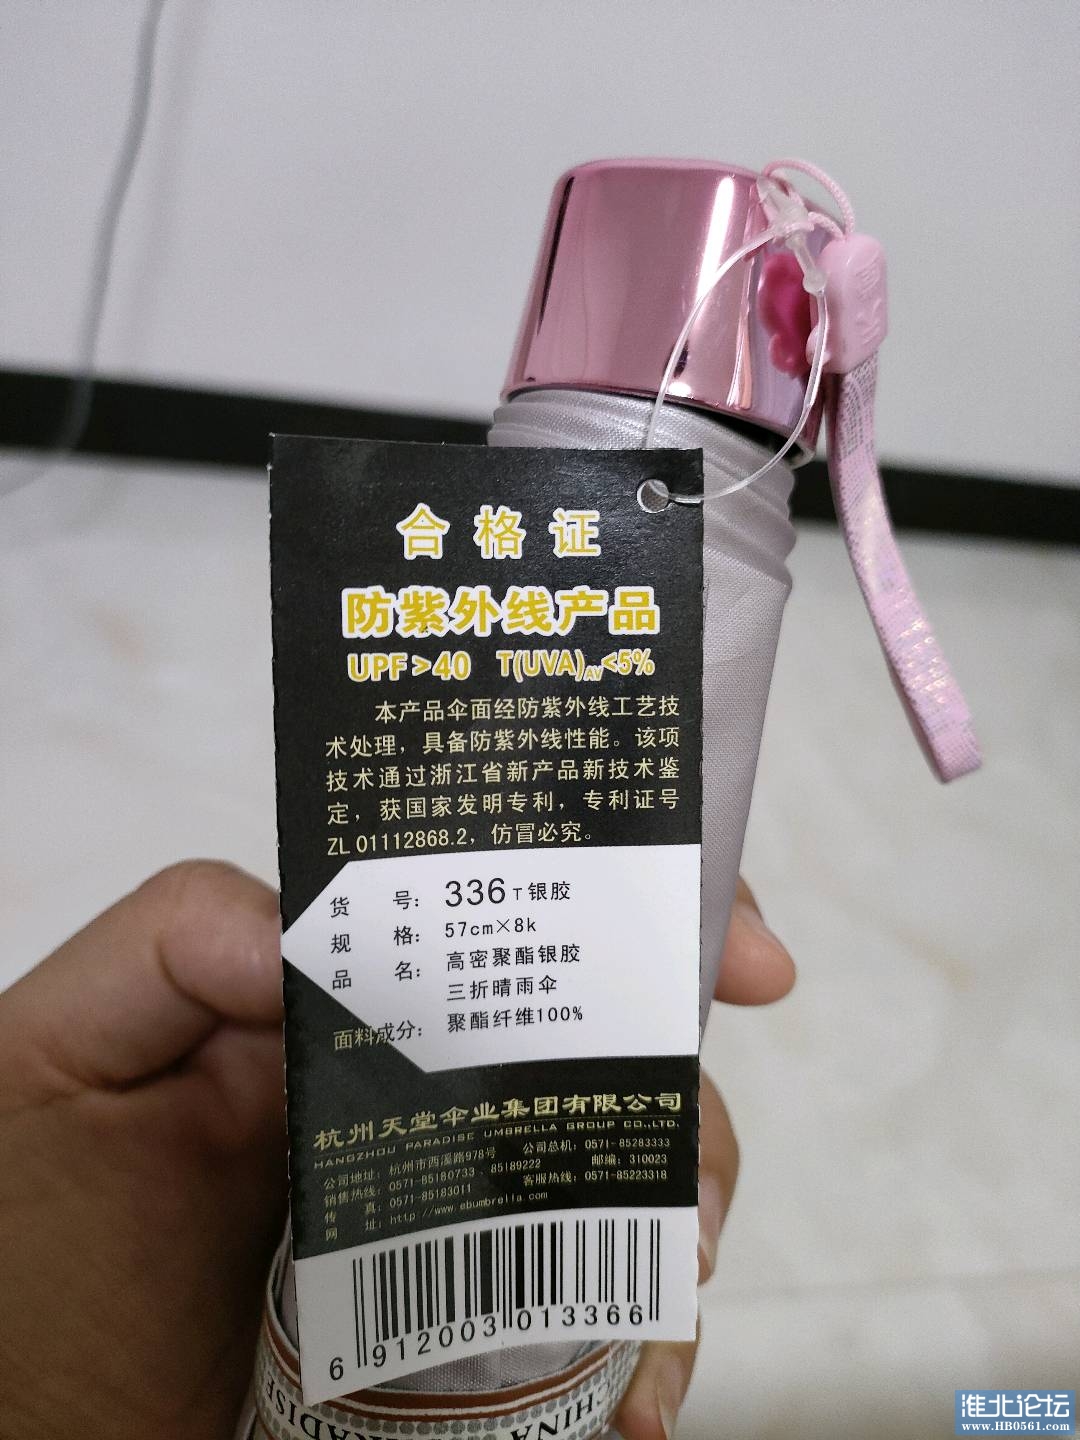 合格证
防紫外线产品
UPF>40 T(UVA)AV<5%
本产品伞面经防紫外线工艺技
术处理，具备防紫外线性能。该项
技术通过浙江省新产品新技术鉴
定，获国家发明专利，专利证号
ZL 01112868.2，仿冒必究。
货号：336T银胶
规格：57cm×8k
品名：高密聚酯银胶
三折晴雨伞
面料成分：聚酯纤维100%
杭州天堂伞业集团有限公司
HANGZHOU PARADISE UMBRELLA GROUP CO.,LTD.
公司地址：杭州市西溪路978号 公司总机：0571-85283333
销售热线：0571-85180733、85189222 邮编：310023
传真：0571-85183011 客服热线：0571-85223318
网址：http://www.ebumbrella.com
6 912003 013366
CHINA
淮北论坛
www.HB0561.com